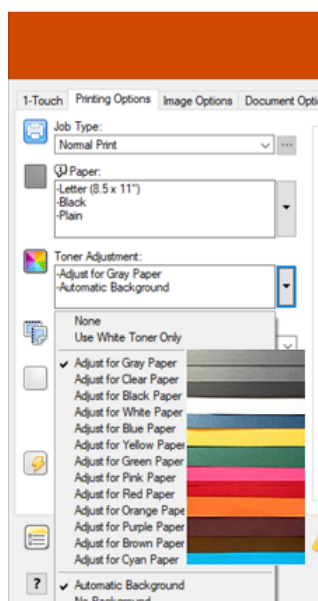 1-Touch Printing Options Image Options Document Opti
Job Type:
Normal Print
Paper:
-Letter (8.5 x 11")
-Black
-Plain
Toner Adjustment:
-Adjust for Gray Paper
-Automatic Background
None
Use White Toner Only
Adjust for Gray Paper
Adjust for Clear Paper
Adjust for Black Paper
Adjust for White Paper
Adjust for Blue Paper
Adjust for Yellow Paper
Adjust for Green Paper
Adjust for Pink Paper
Adjust for Red Paper
Adjust for Orange Pape
Adjust for Purple Paper
Adjust for Brown Paper
Adjust for Cyan Paper
? Automatic Background
No Background